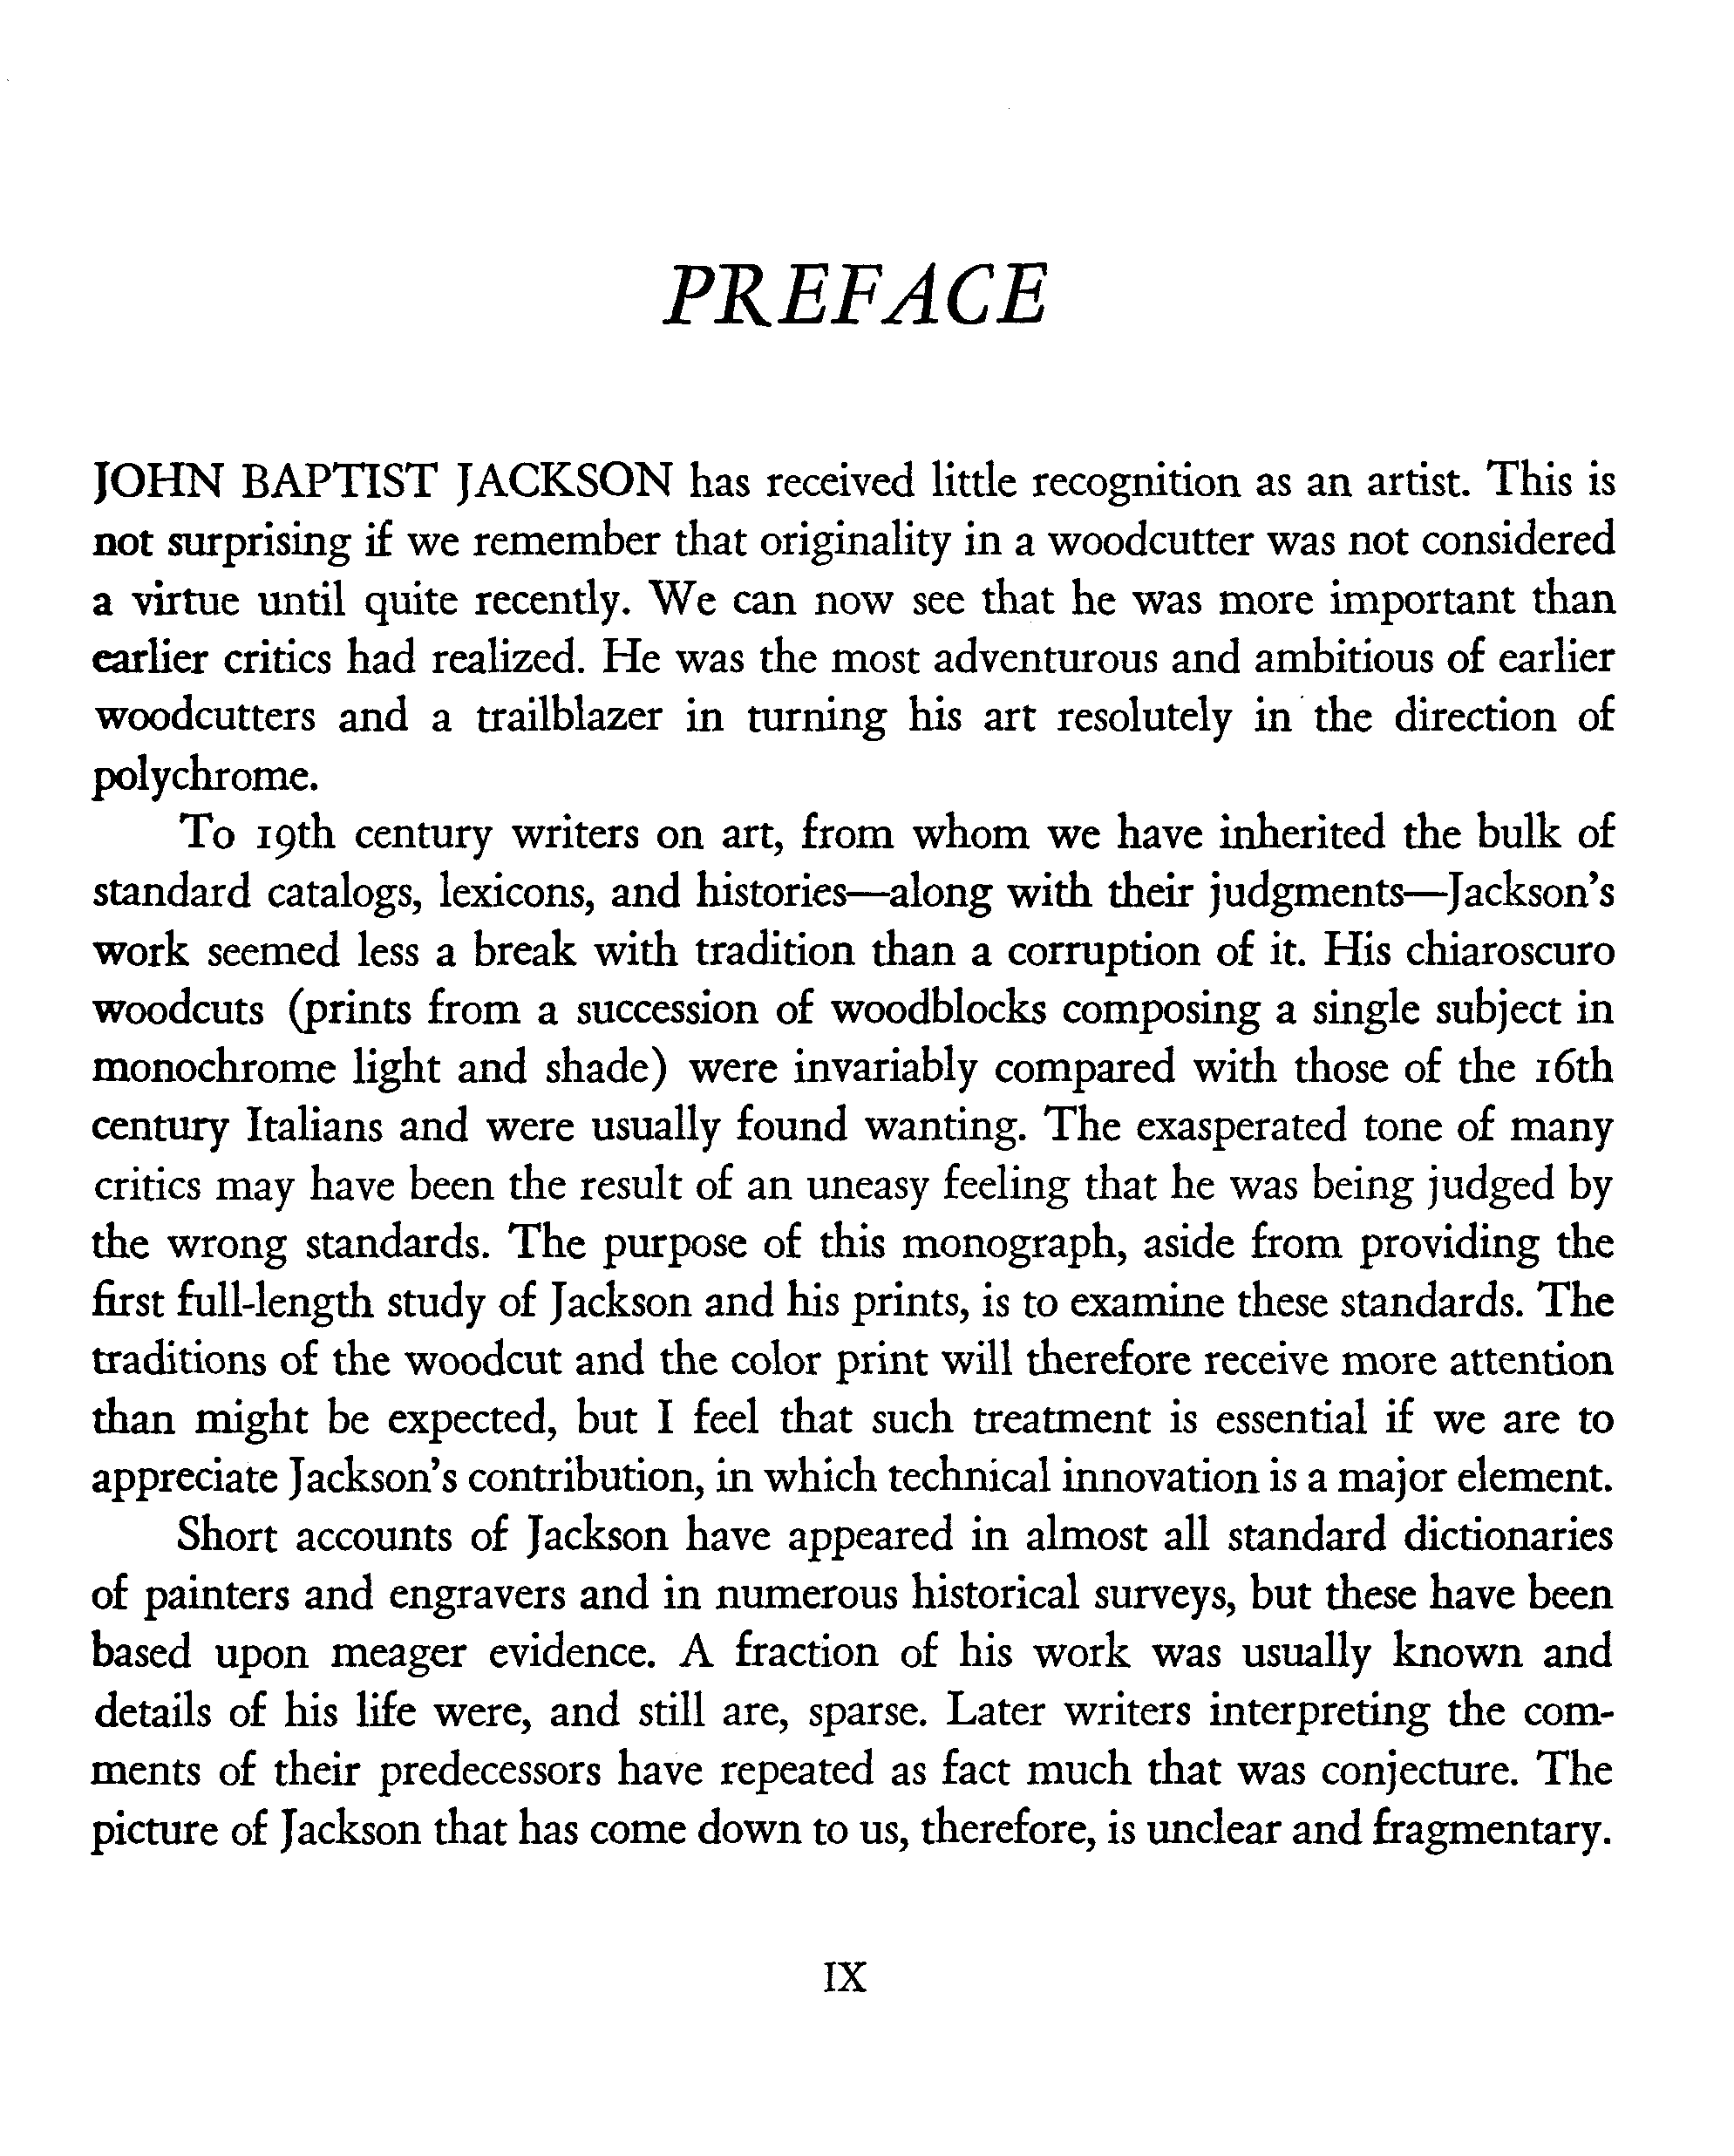 PREFACE
JOHN BAPTIST JACKSON has received little recognition as an artist. This is
not surprising if we remember that originality in a woodcutter was not considered
a virtue until quite recently. We can now see that he was more important than
earlier critics had realized. He was the most adventurous and ambitious of earlier
woodcutters and a trailblazer in turning his art resolutely in the direction of
polychrome.
To 19th century writers on art, from whom we have inherited the bulk of
standard catalogs, lexicons, and histories—along with their judgments—Jackson's
work seemed less a break with tradition than a corruption of it. His chiaroscuro
woodcuts (prints from a succession of woodblocks composing a single subject in
monochrome light and shade) were invariably compared with those of the 16th
century Italians and were usually found wanting. The exasperated tone of many
critics may have been the result of an uneasy feeling that he was being judged by
the wrong standards. The purpose of this monograph, aside from providing the
first full-length study of Jackson and his prints, is to examine these standards. The
traditions of the woodcut and the color print will therefore receive more attention
than might be expected, but I feel that such treatment is essential if we are to
appreciate Jackson's contribution, in which technical innovation is a major element.
Short accounts of Jackson have appeared in almost all standard dictionaries
of painters and engravers and in numerous historical surveys, but these have been
based upon meager evidence. A fraction of his work was usually known and
details of his life were, and still are, sparse. Later writers interpreting the com-
ments of their predecessors have repeated as fact much that was conjecture. The
picture of Jackson that has come down to us, therefore, is unclear and fragmentary.
IX